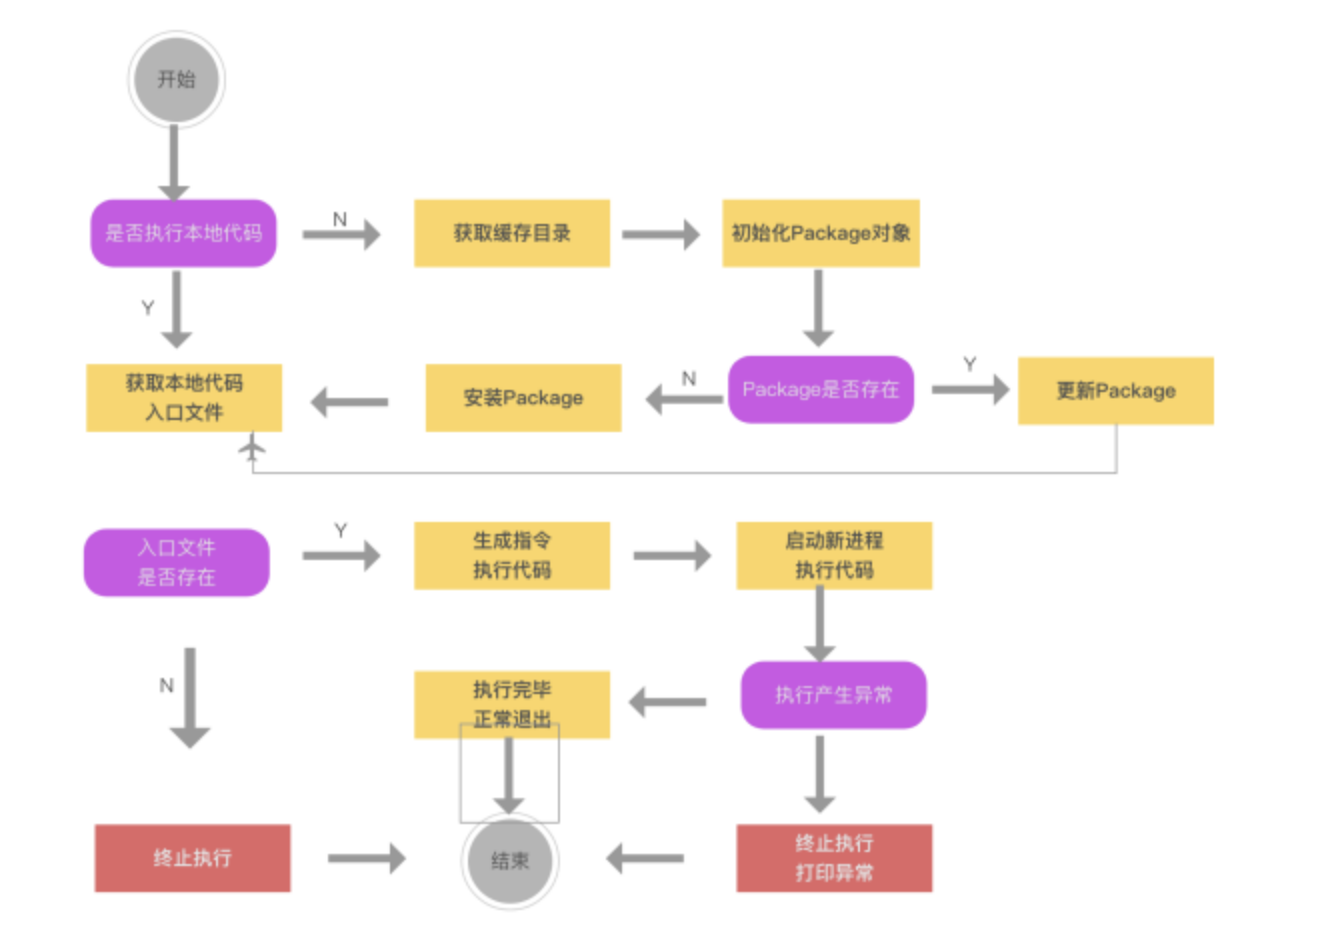 开始
是否执行本地代码
N
获取缓存目录
初始化Package对象
Y
获取本地代码
入口文件
安装Package
N
Package是否存在
Y
更新Package
入口文件
是否存在
Y
生成指令
执行代码
启动新进程
执行代码
N
执行完毕
正常退出
执行产生异常
终止执行
结束
终止执行
打印异常